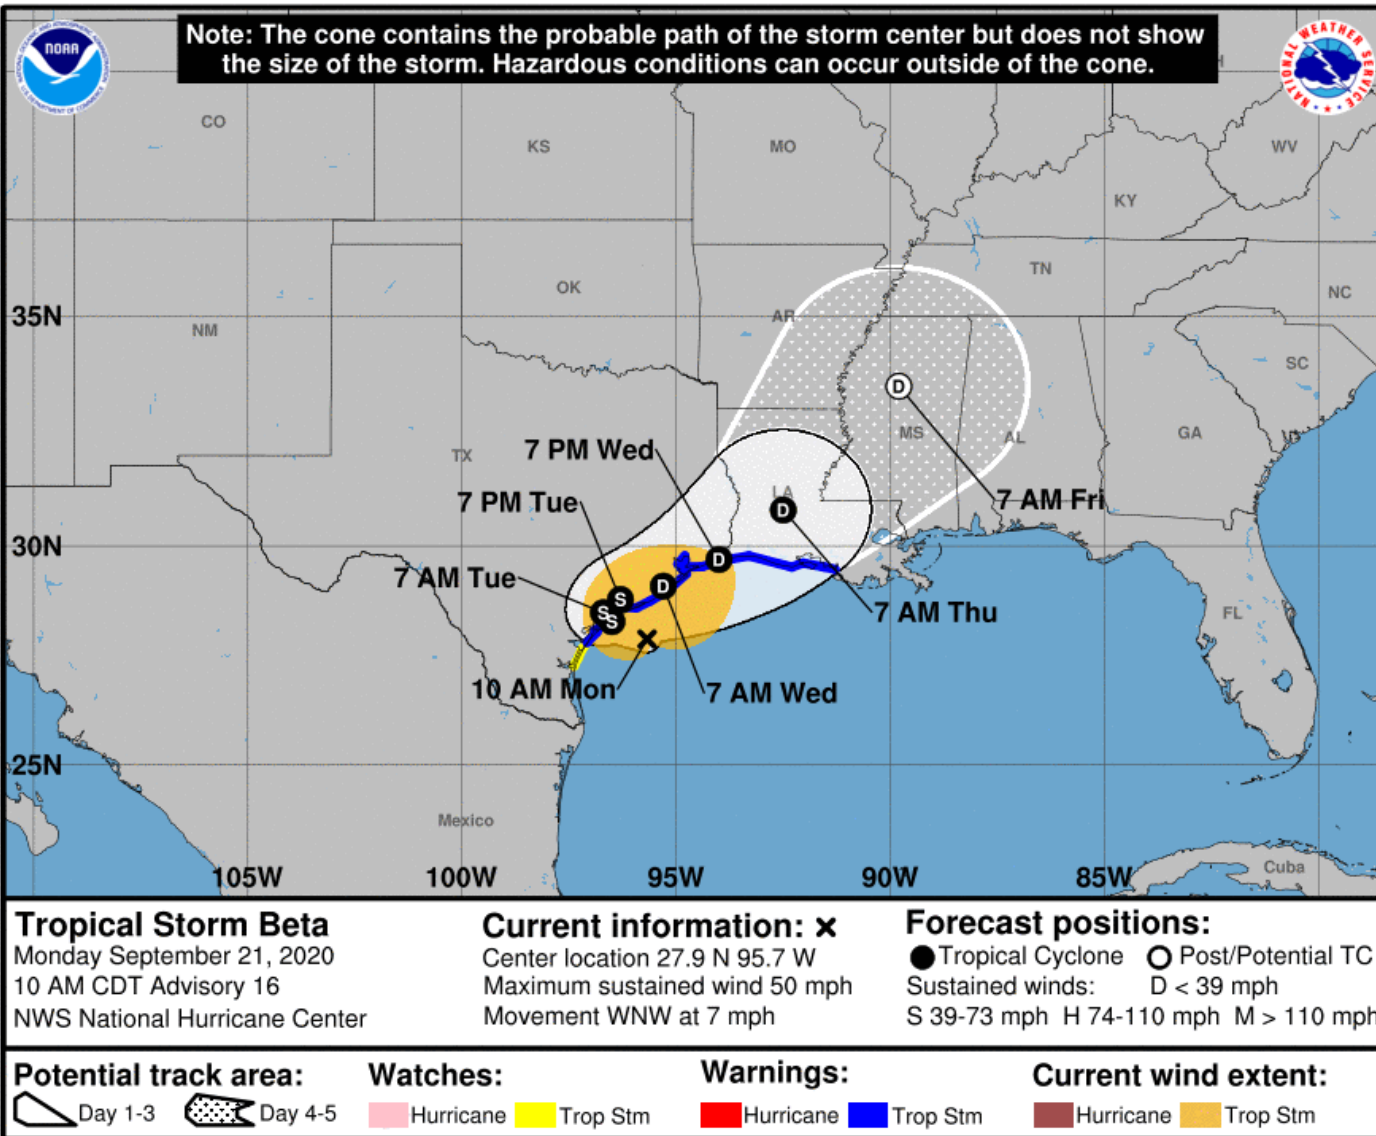 Note: The cone contains the probable path of the storm center but does not show
the size of the storm. Hazardous conditions can occur outside of the cone.
NOAA
NATIONAL WEATHER SERVICE
CO
KS
MO
WV
KY
OK
TN
NC
35N
NM
AR
SC
D
MS
AL
GA
TX
7 PM Wed
LA
7 PM Tue
D
7 AM Fri
30N
7 AM Tue
D
D
S
S
S
7 AM Thu
FL
10 AM Mon
7 AM Wed
25N
Mexico
105W
100W
95W
90W
85W
Cuba
Tropical Storm Beta
Monday September 21, 2020
10 AM CDT Advisory 16
NWS National Hurricane Center
Current information: ×
Center location 27.9 N 95.7 W
Maximum sustained wind 50 mph
Movement WNW at 7 mph
Forecast positions:
Tropical Cyclone Post/Potential TC
Sustained winds: D < 39 mph
S 39-73 mph H 74-110 mph M > 110 mph
Potential track area:
Day 1-3 Day 4-5
Watches:
Hurricane Trop Stm
Warnings:
Hurricane Trop Stm
Current wind extent:
Hurricane Trop Stm